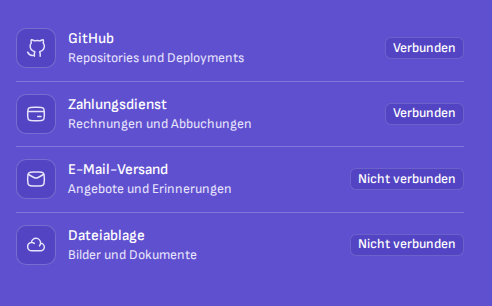 GitHub
Verbunden
Repositories und Deployments
Zahlungsdienst
Verbunden
Rechnungen und Abbuchungen
E-Mail-Versand
Nicht verbunden
Angebote und Erinnerungen
Dateiablage
Nicht verbunden
Bilder und Dokumente